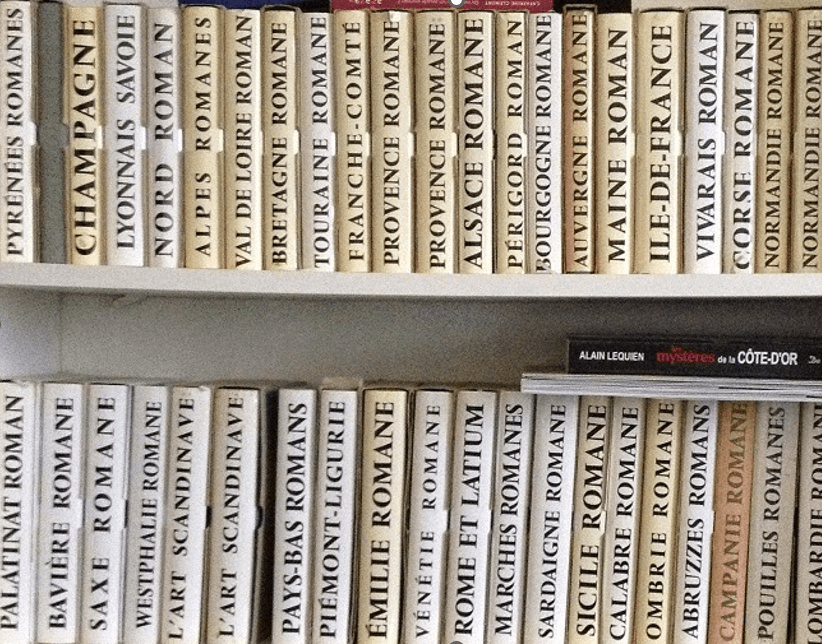 CATHERINE CLÉMENT
PYRÉNÉES ROMANES
CHAMPAGNE
LYONNAIS SAVOIE
NORD ROMAN
ALPES ROMANES
VAL DE LOIRE ROMAN
BRETAGNE ROMANE
TOURAINE ROMANE
FRANCHE-COMTÉ
PROVENCE ROMANE
PROVENCE ROMANE
ALSACE ROMANE
PÉRIGORD ROMAN
BOURGOGNE ROMANE
AUVERGNE ROMANE
MAINE ROMAN
ILE-DE-FRANCE
VIVARAIS ROMAN
CORSE ROMANE
NORMANDIE ROMANE
NORMANDIE ROMANE
ALAIN LEQUIEN les mystères de la CÔTE-D'OR
PALATINAT ROMAN
BAVIÈRE ROMANE
SAXE ROMANE
WESTPHALIE ROMANE
L'ART SCANDINAVE
L'ART SCANDINAVE
PAYS-BAS ROMANS
PIÉMONT-LIGURIE
ÉMILIE ROMANE
VÉNÉTIE ROMANE
ROME ET LATIUM
MARCHES ROMANES
SARDAIGNE ROMANE
SICILE ROMANE
CALABRE ROMANE
OMBRIE ROMANE
ABRUZZES ROMANS
CAMPANIE ROMANE
POUILLES ROMANES
LOMBARDIE ROMANE